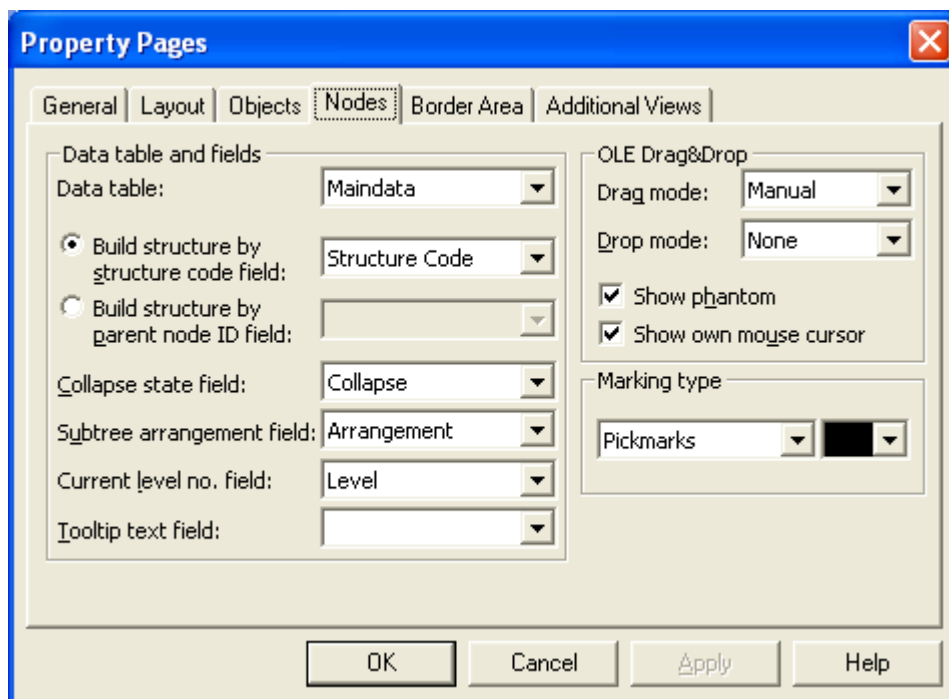 Property Pages
General
Layout
Objects
Nodes
Border Area
Additional Views
Data table and fields
Data table:
Maindata
Build structure by
structure code field:
Structure Code
Build structure by
parent node ID field:
Collapse state field:
Collapse
Subtree arrangement field:
Arrangement
Current level no. field:
Level
Tooltip text field:
OLE Drag&Drop
Drag mode:
Manual
Drop mode:
None
Show phantom
Show own mouse cursor
Marking type
Pickmarks
OK
Cancel
Apply
Help